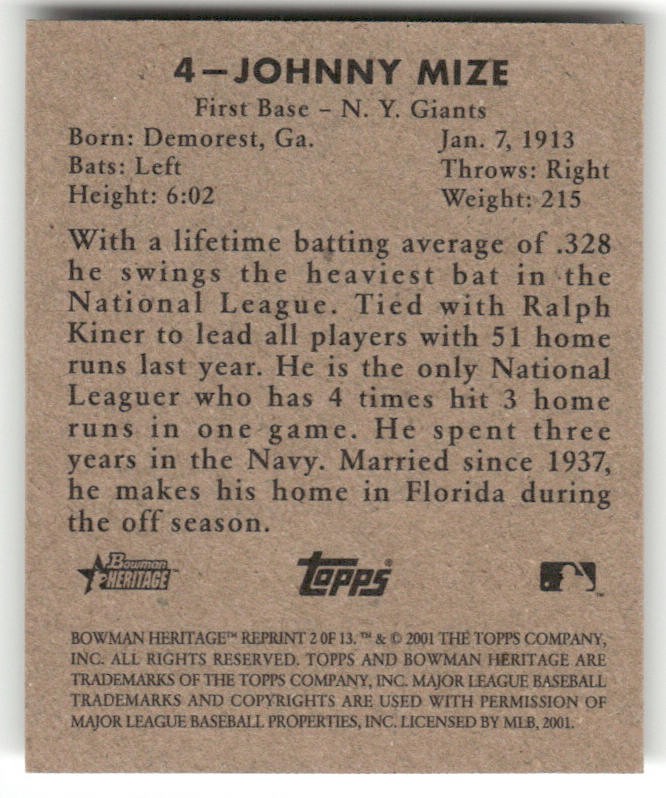 4—JOHNNY MIZE
First Base – N. Y. Giants
Born: Demorest, Ga. Jan. 7, 1913
Bats: Left Throws: Right
Height: 6:02 Weight: 215
With a lifetime batting average of .328
he swings the heaviest bat in the
National League. Tied with Ralph
Kiner to lead all players with 51 home
runs last year. He is the only National
Leaguer who has 4 times hit 3 home
runs in one game. He spent three
years in the Navy. Married since 1937,
he makes his home in Florida during
the off season.
Bowman
HERITAGE
topps
BOWMAN HERITAGE™ REPRINT 2 OF 13. ™ & © 2001 THE TOPPS COMPANY,
INC. ALL RIGHTS RESERVED. TOPPS AND BOWMAN HERITAGE ARE
TRADEMARKS OF THE TOPPS COMPANY, INC. MAJOR LEAGUE BASEBALL
TRADEMARKS AND COPYRIGHTS ARE USED WITH PERMISSION OF
MAJOR LEAGUE BASEBALL PROPERTIES, INC. LICENSED BY MLB, 2001.